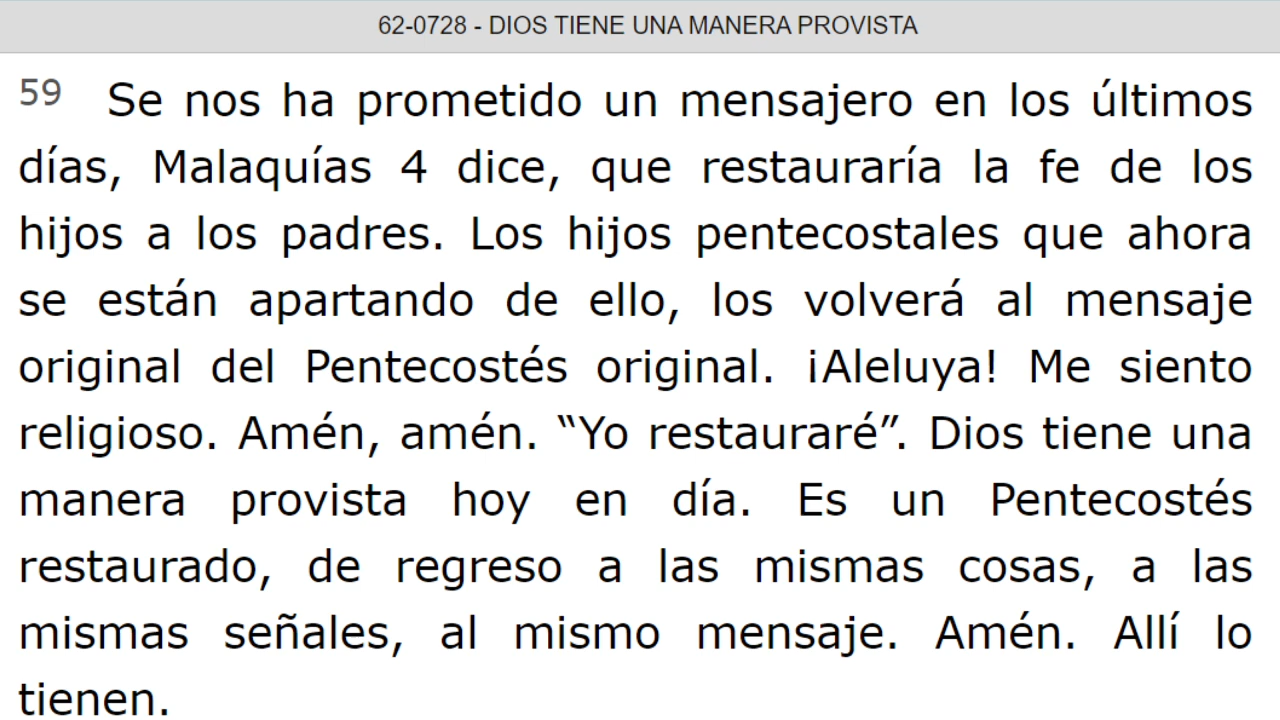 62-0728 - DIOS TIENE UNA MANERA PROVISTA
59 Se nos ha prometido un mensajero en los últimos
días, Malaquías 4 dice, que restauraría la fe de los
hijos a los padres. Los hijos pentecostales que ahora
se están apartando de ello, los volverá al mensaje
original del Pentecostés original. ¡Aleluya! Me siento
religioso. Amén, amén. “Yo restauraré”. Dios tiene una
manera provista hoy en día. Es un Pentecostés
restaurado, de regreso a las mismas cosas, a las
mismas señales, al mismo mensaje. Amén. Allí lo
tienen.